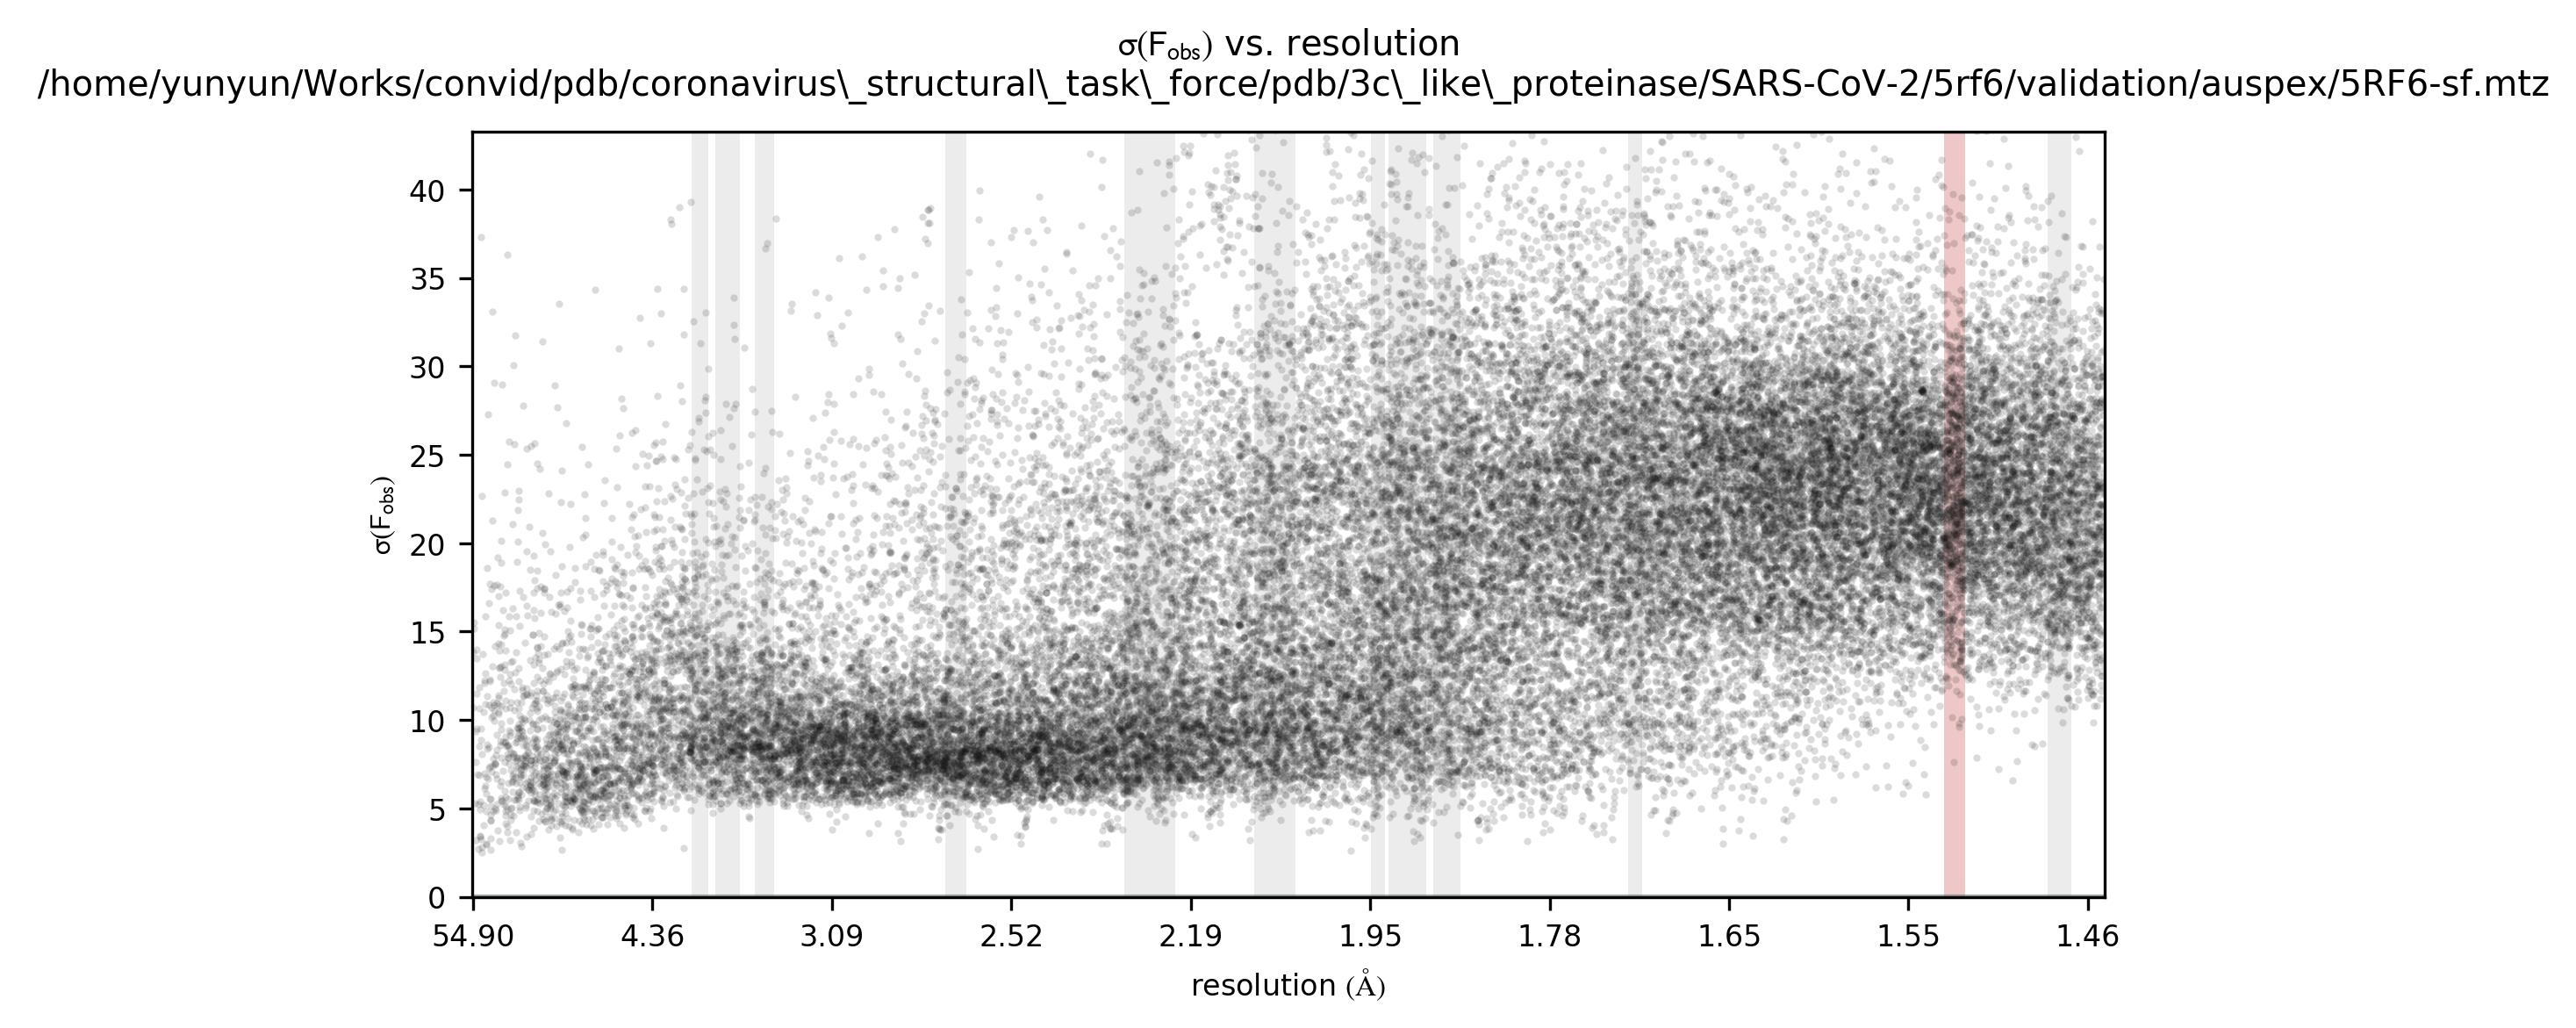 σ(Fobs) vs. resolution
/home/yunyun/Works/convid/pdb/coronavirus\_structural\_task\_force/pdb/3c\_like\_proteinase/SARS-CoV-2/5rf6/validation/auspex/5RF6-sf.mtz
40
35
30
25
20
15
10
5
0
σ(Fobs)
54.90 4.36 3.09 2.52 2.19 1.95 1.78 1.65 1.55 1.46
resolution (Å)